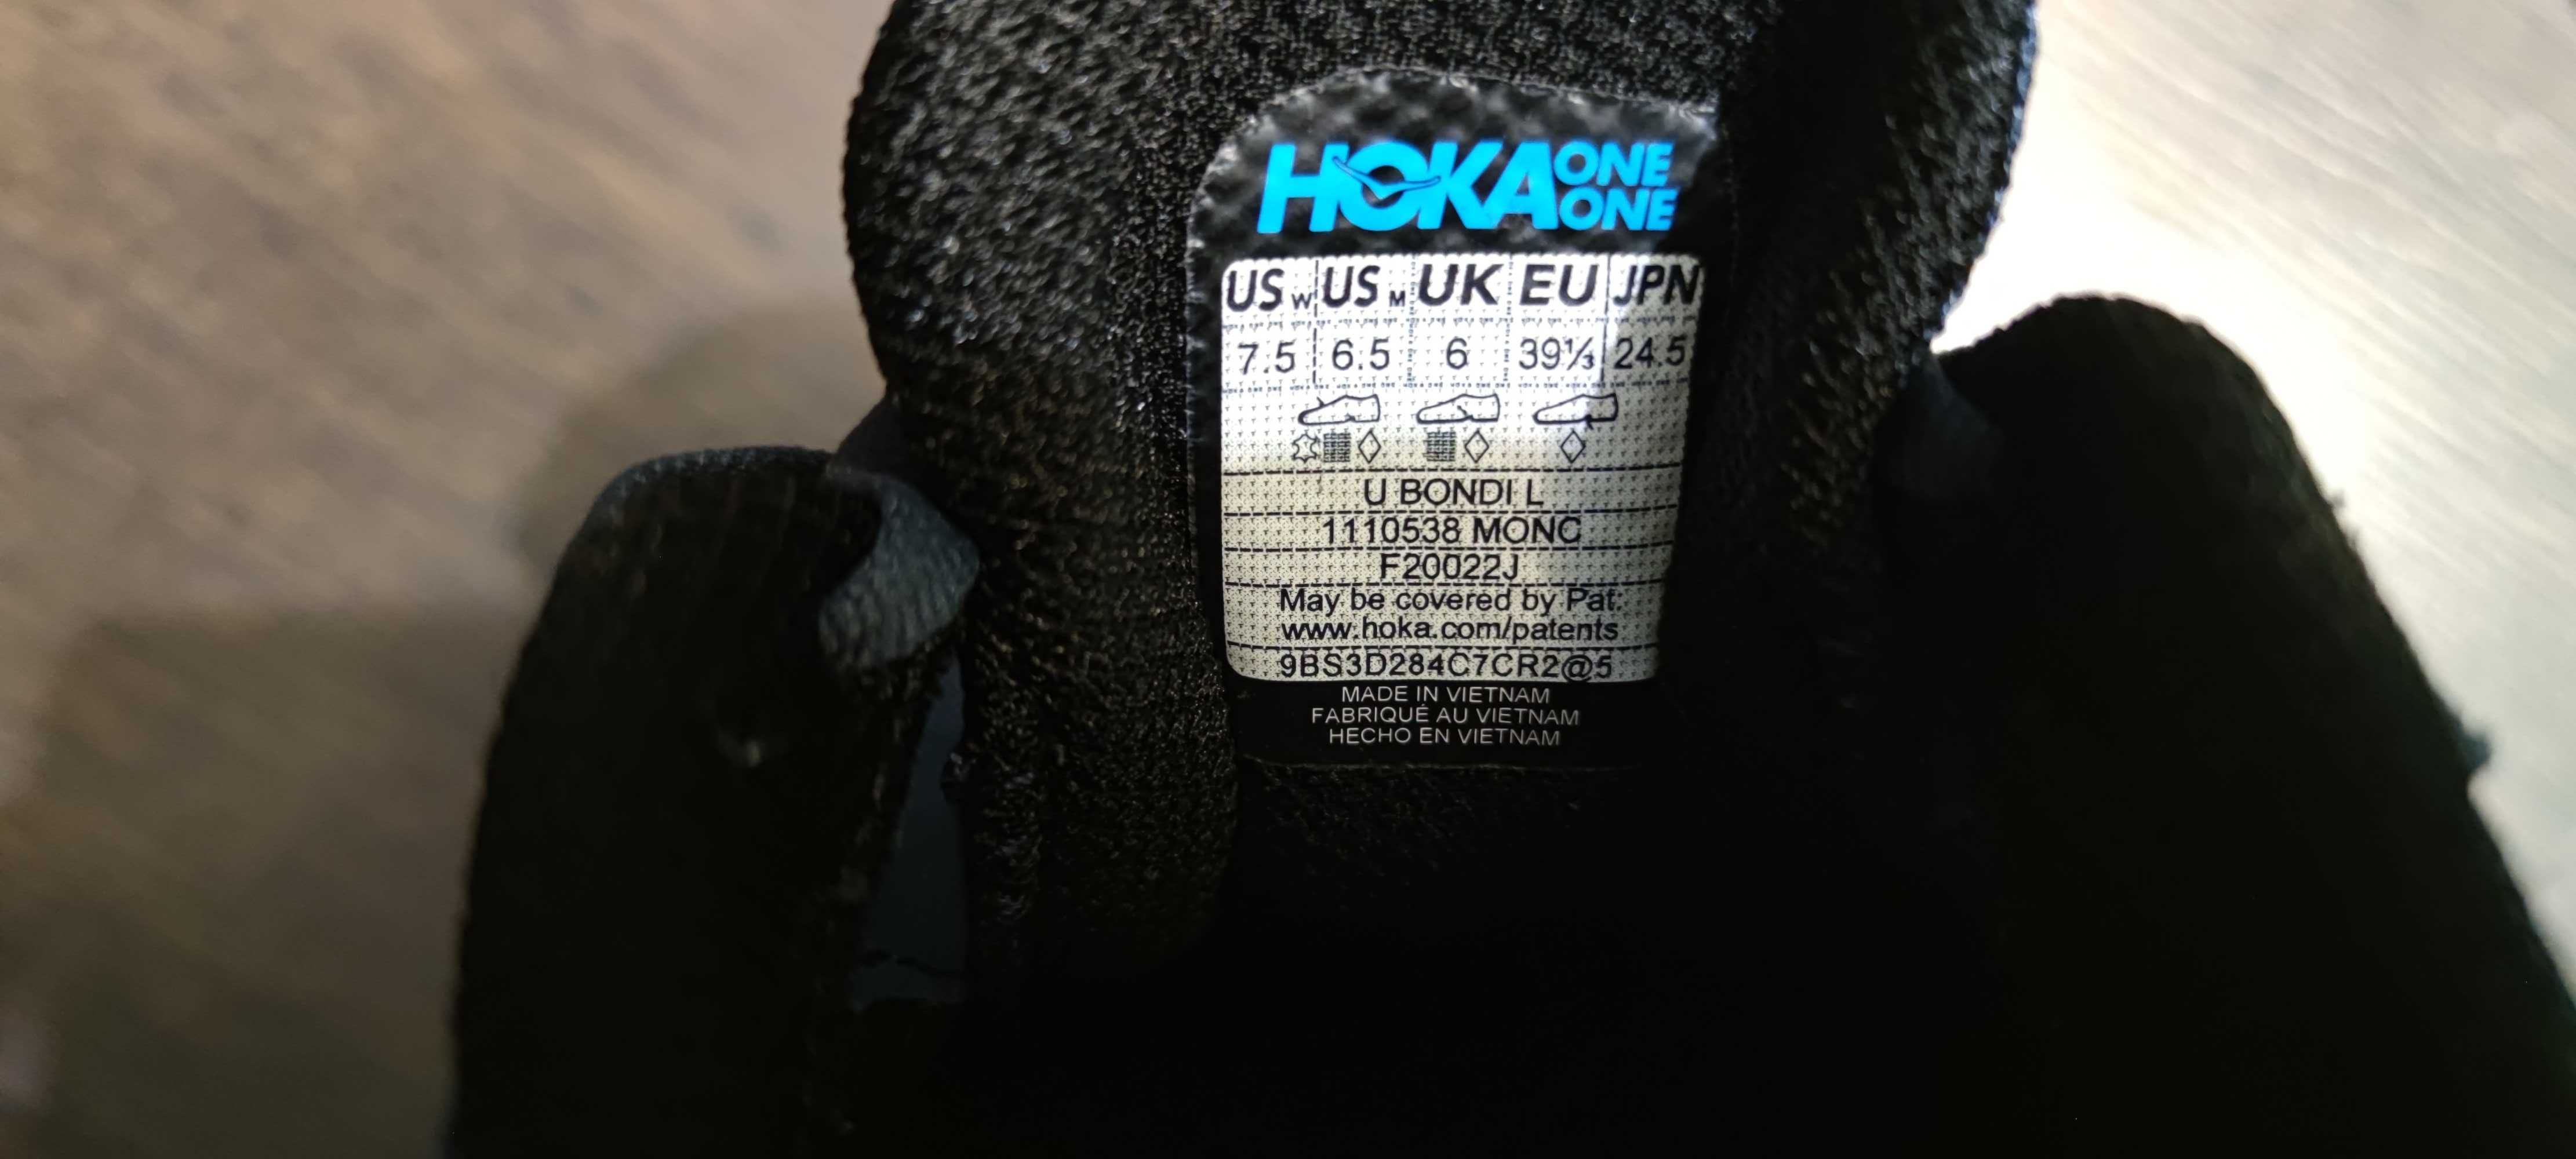 HOKA ONE ONE
US W US M UK EU JPN
7.5 6.5 6 39⅓ 24.5
U BONDI L
1110538 MONC
F20022J
May be covered by Pat.
www.hoka.com/patents
9BS3D284C7CR2@5
MADE IN VIETNAM
FABRIQUÉ AU VIETNAM
HECHO EN VIETNAM